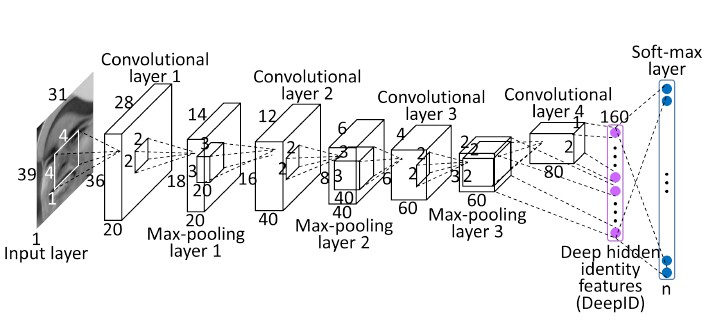 Soft-max
layer
Convolutional
layer 1
Convolutional
layer 2
Convolutional
layer 3
Convolutional
layer 4
31
39
1
4
4
1
28
36
20
2
2
14
18
20
3
3
20
12
16
40
2
2
6
8
40
3
3
40
4
6
60
2
2
2
3
60
2
2
2
1
2
80
160
n
Input layer
Max-pooling
layer 1
Max-pooling
layer 2
Max-pooling
layer 3
Deep hidden
identity
features
(DeepID)